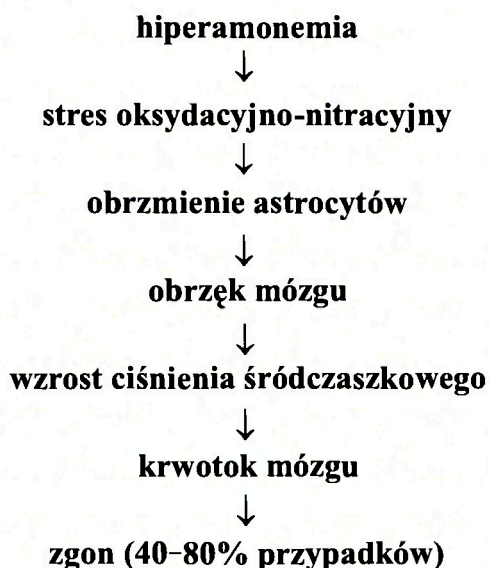 hiperamonemia
↓
stres oksydacyjno-nitracyjny
↓
obrzmienie astrocytów
↓
obrzęk mózgu
↓
wzrost ciśnienia śródczaszkowego
↓
krwotok mózgu
↓
zgon (40–80% przypadków)